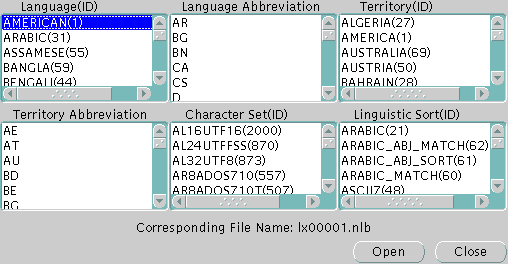 Language(ID)
AMERICAN(1)
ARABIC(31)
ASSAMESE(55)
BANGLA(59)
BENGALI(44)
Language Abbreviation
AR
BG
BN
CA
CS
D
Territory(ID)
ALGERIA(27)
AMERICA(1)
AUSTRALIA(69)
AUSTRIA(50)
BAHRAIN(28)
Territory Abbreviation
AE
AT
AU
BD
BE
BG
Character Set(ID)
AL16UTF16(2000)
AL24UTFFSS(870)
AL32UTF8(873)
AR8ADOS710(557)
AR8ADOS710T(507)
Linguistic Sort(ID)
ARABIC(21)
ARABIC_ABJ_MATCH(62)
ARABIC_ABJ_SORT(61)
ARABIC_MATCH(60)
ASCII7(48)
Corresponding File Name: lx00001.nlb
Open
Close